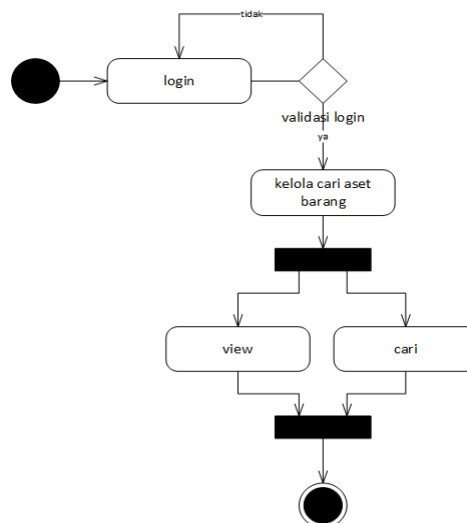 tidak
login
validasi login
ya
kelola cari aset
barang
view
cari